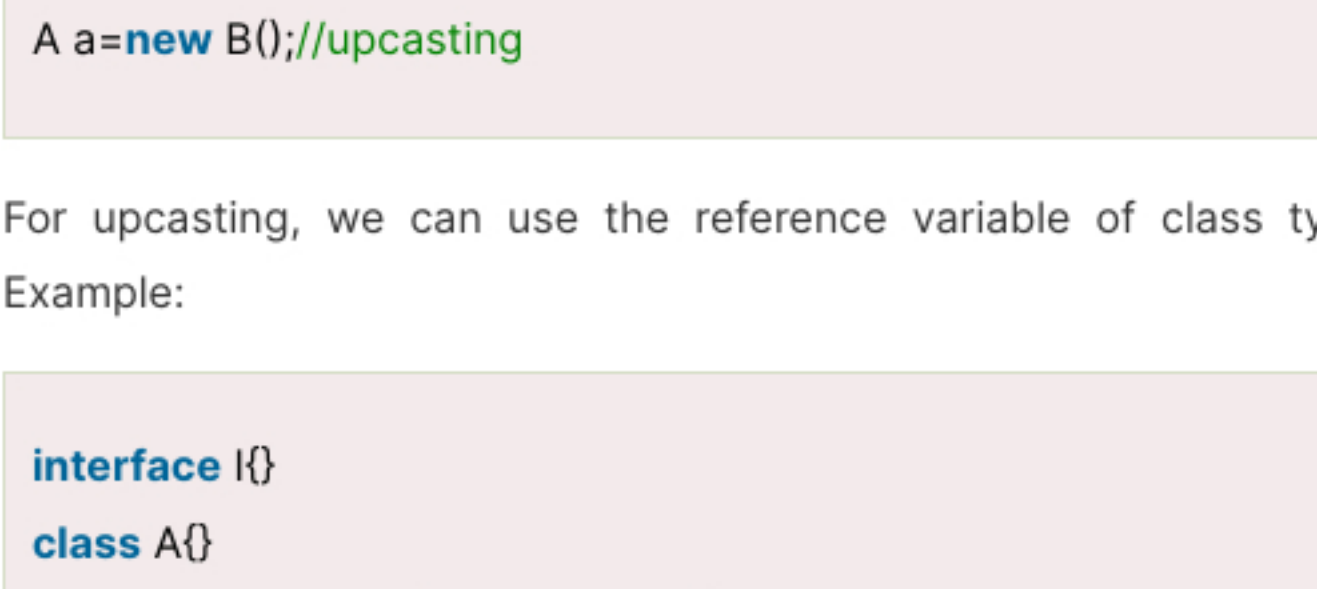 A a=new B();//upcasting
For upcasting, we can use the reference variable of class
Example:
interface I{}
class A{}